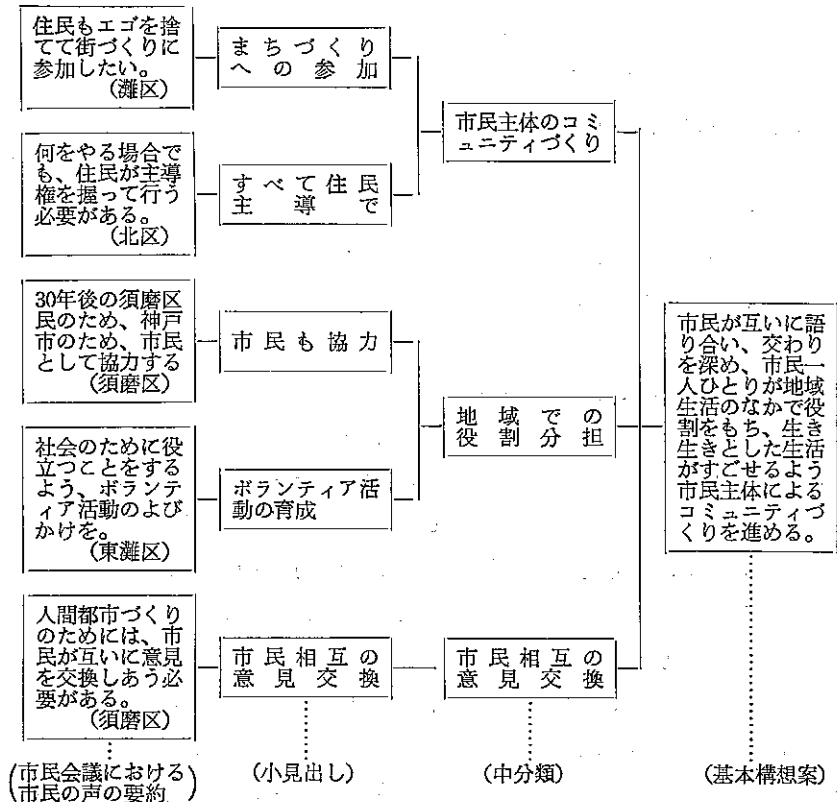 住民もエゴを捨
てて街づくりに
参加したい。
(灘区)
まちづくり
への参加
何をやる場合で
も、住民が主導
権を握って行う
必要がある。
(北区)
すべて住民
主導で
市民主体のコミ
ュニティづくり
30年後の須磨区
民のため、神戸
市のため、市民
として協力する
(須磨区)
市民も協力
社会のために役
立つことをする
よう、ボランテ
ィア活動のよび
かけを。
(東灘区)
ボランティア活
動の育成
地域での
役割分担
人間都市づくり
のためには、市
民が互いに意見
を交換しあう必
要がある。
(須磨区)
市民相互の
意見交換
市民相互の
意見交換
市民が互いに語
り合い、交わり
を深め、市民一
人ひとりが地域
生活のなかで役
割をもち、生き
生きとした生活
がすごせるよう
市民主体による
コミュニティづ
くりを進める。
(市民会議における
市民の声の要約)
(小見出し)
(中分類)
(基本構想案)